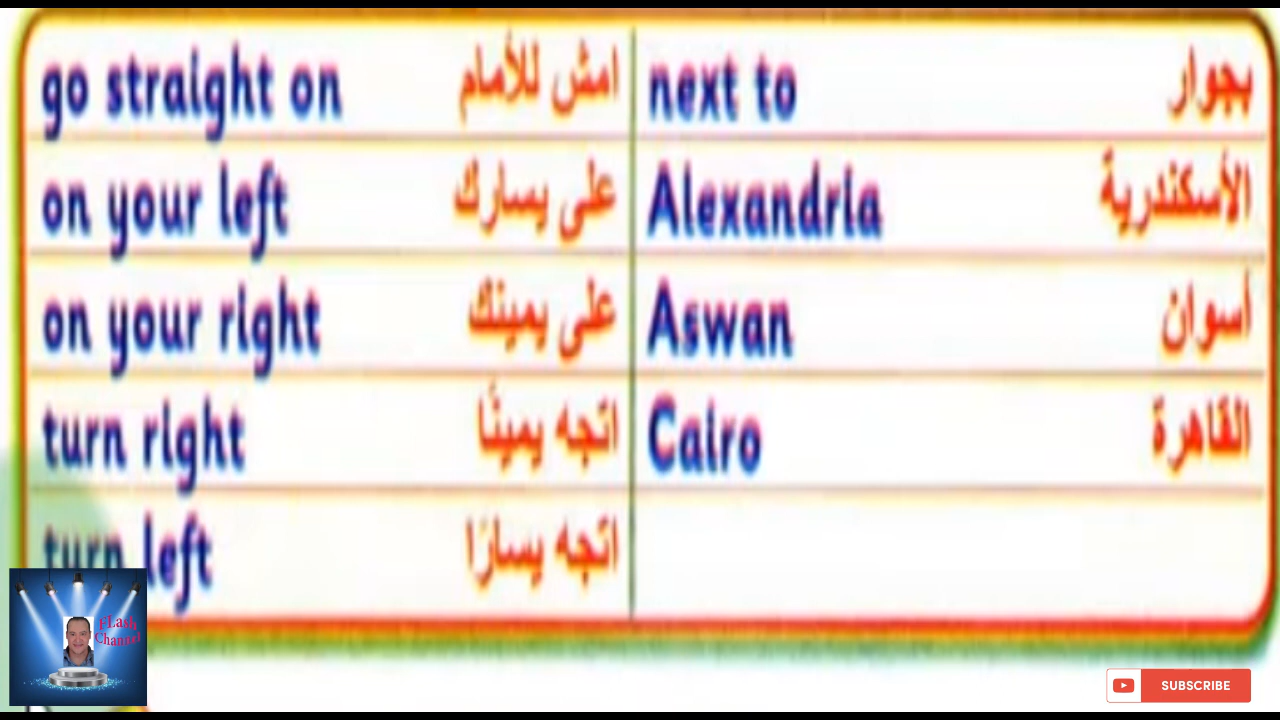 go straight on امش للأمام
on your left على يسارك
on your right على يمينك
turn right اتجه يمينًا
turn left اتجه يسارًا
next to بجوار
Alexandria الأسكندرية
Aswan أسوان
Cairo القاهرة
FLash
Channel
SUBSCRIBE